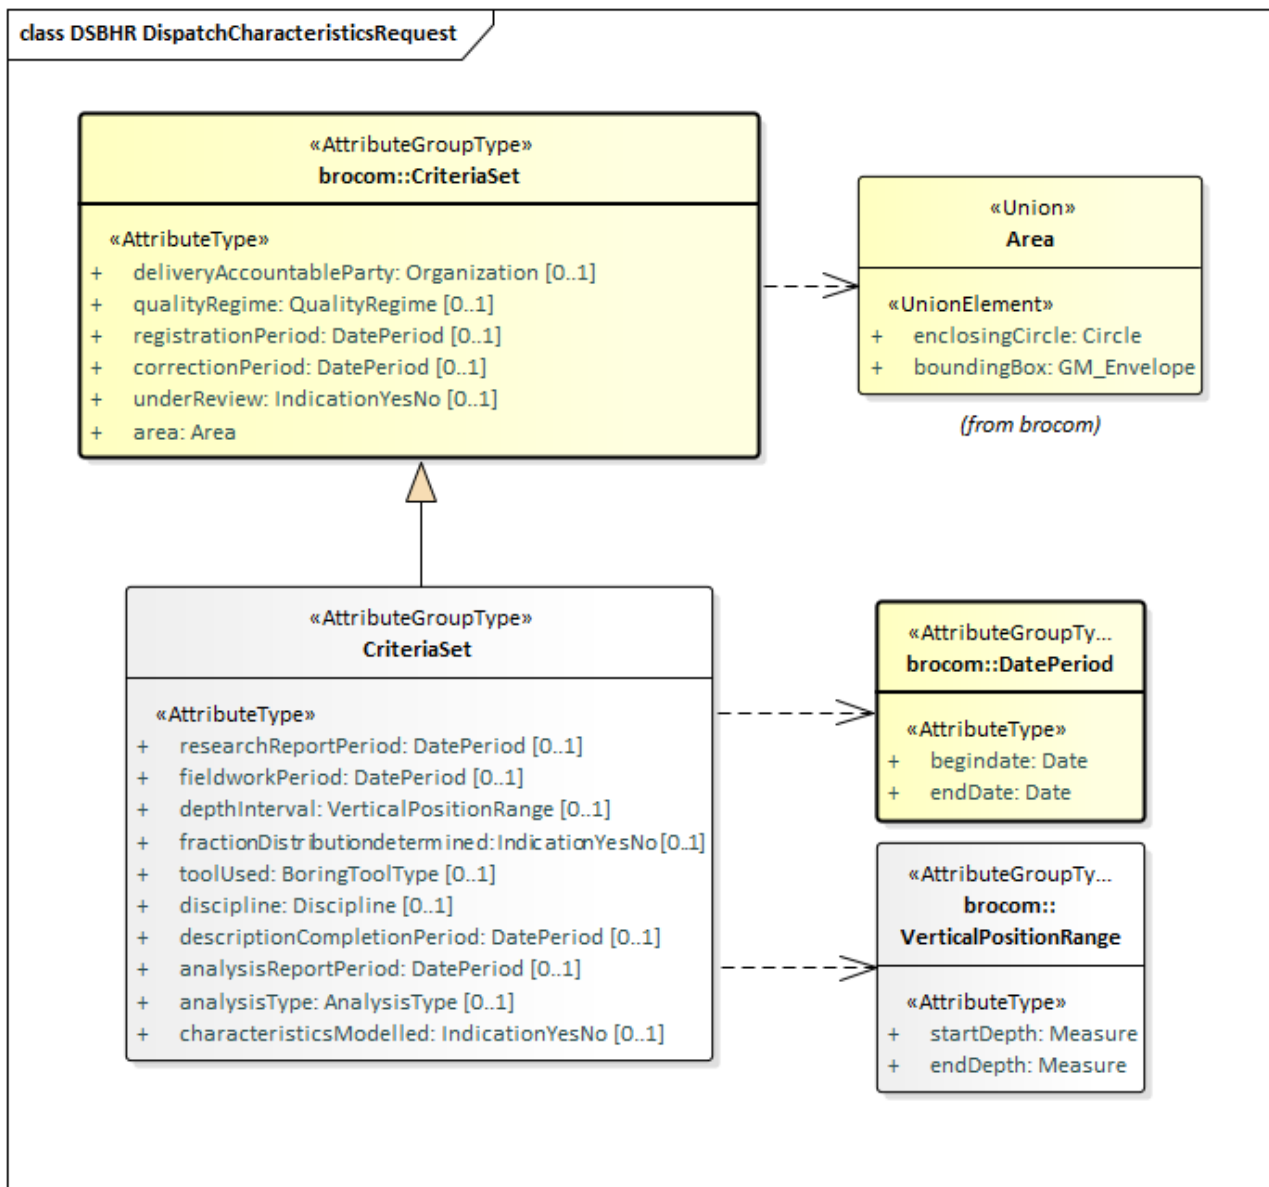 class DSBHR DispatchCharacteristicsRequest
«AttributeGroupType»
brocom::CriteriaSet
«AttributeType»
+ deliveryAccountableParty: Organization [0..1]
+ qualityRegime: QualityRegime [0..1]
+ registrationPeriod: DatePeriod [0..1]
+ correctionPeriod: DatePeriod [0..1]
+ underReview: IndicationYesNo [0..1]
+ area: Area
«Union»
Area
«UnionElement»
+ enclosingCircle: Circle
+ boundingBox: GM_Envelope
(from brocom)
«AttributeGroupType»
CriteriaSet
«AttributeType»
+ researchReportPeriod: DatePeriod [0..1]
+ fieldworkPeriod: DatePeriod [0..1]
+ depthInterval: VerticalPositionRange [0..1]
+ fractionDistributiondetermined: IndicationYesNo [0..1]
+ toolUsed: BoringToolType [0..1]
+ discipline: Discipline [0..1]
+ descriptionCompletionPeriod: DatePeriod [0..1]
+ analysisReportPeriod: DatePeriod [0..1]
+ analysisType: AnalysisType [0..1]
+ characteristicsModelled: IndicationYesNo [0..1]
«AttributeGroupTy...
brocom::DatePeriod
«AttributeType»
+ begindate: Date
+ endDate: Date
«AttributeGroupTy...
brocom::
VerticalPositionRange
«AttributeType»
+ startDepth: Measure
+ endDepth: Measure